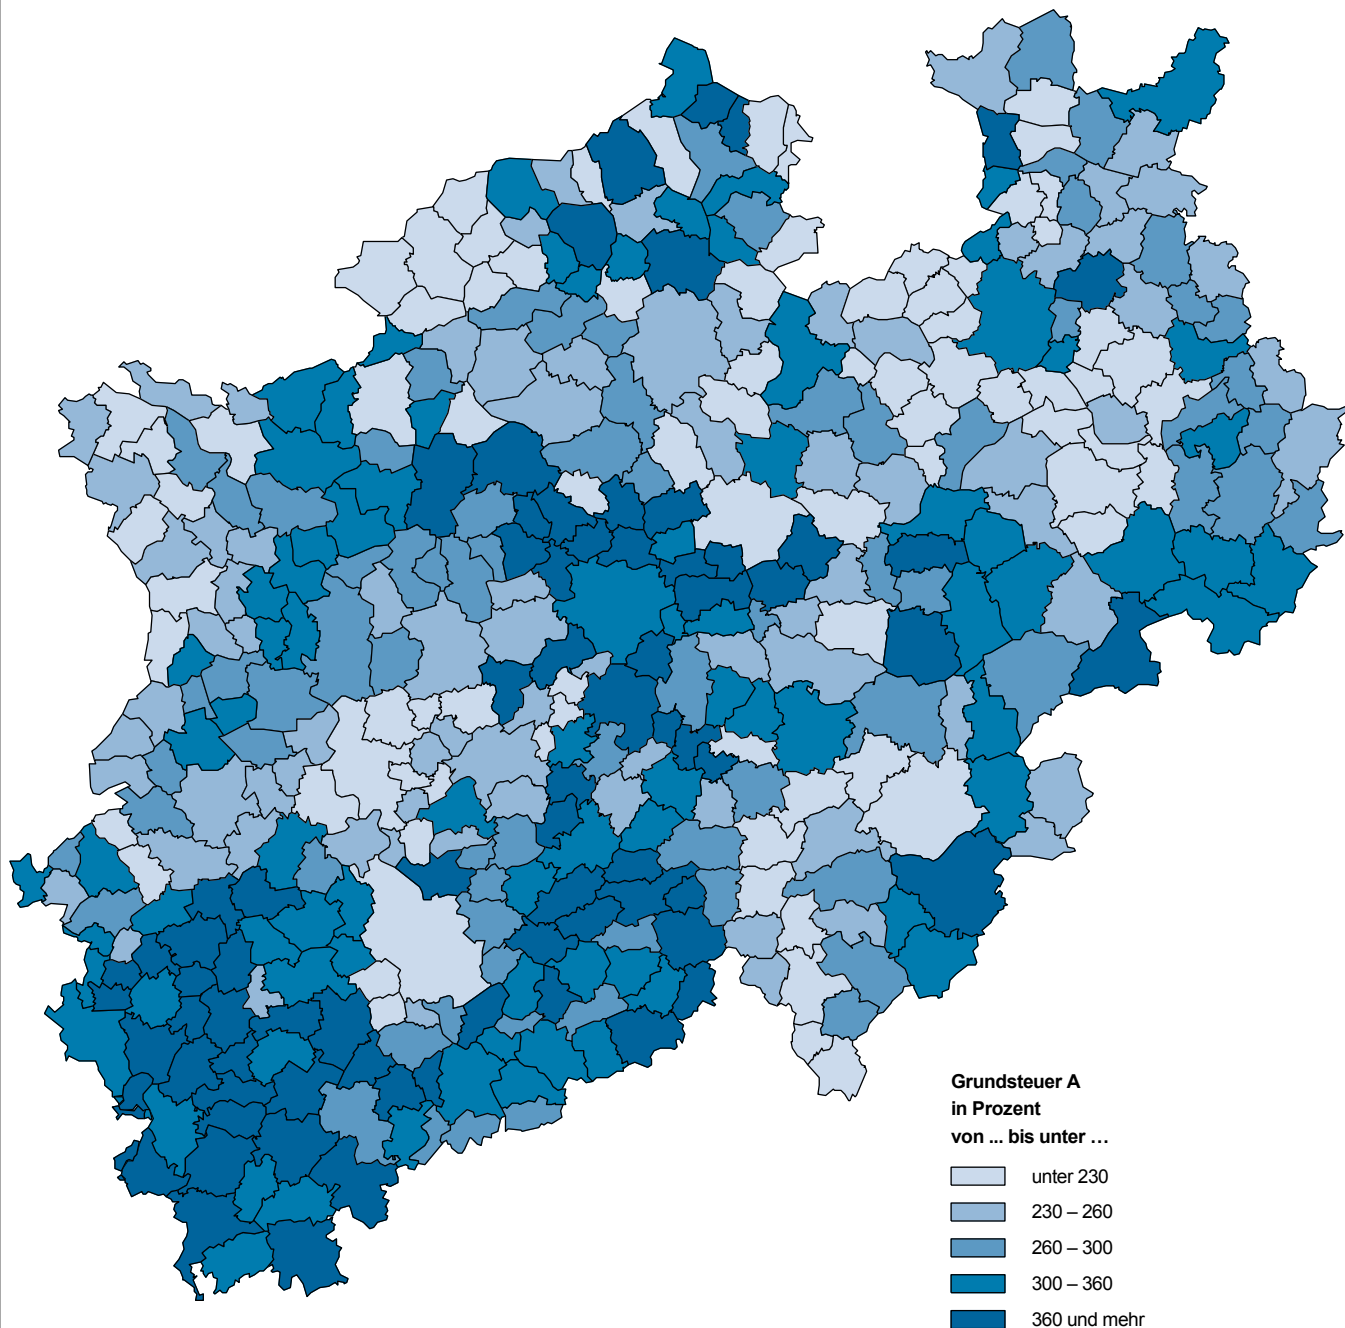 Grundsteuer A
in Prozent
von ... bis unter …
unter 230
230 – 260
260 – 300
300 – 360
360 und mehr